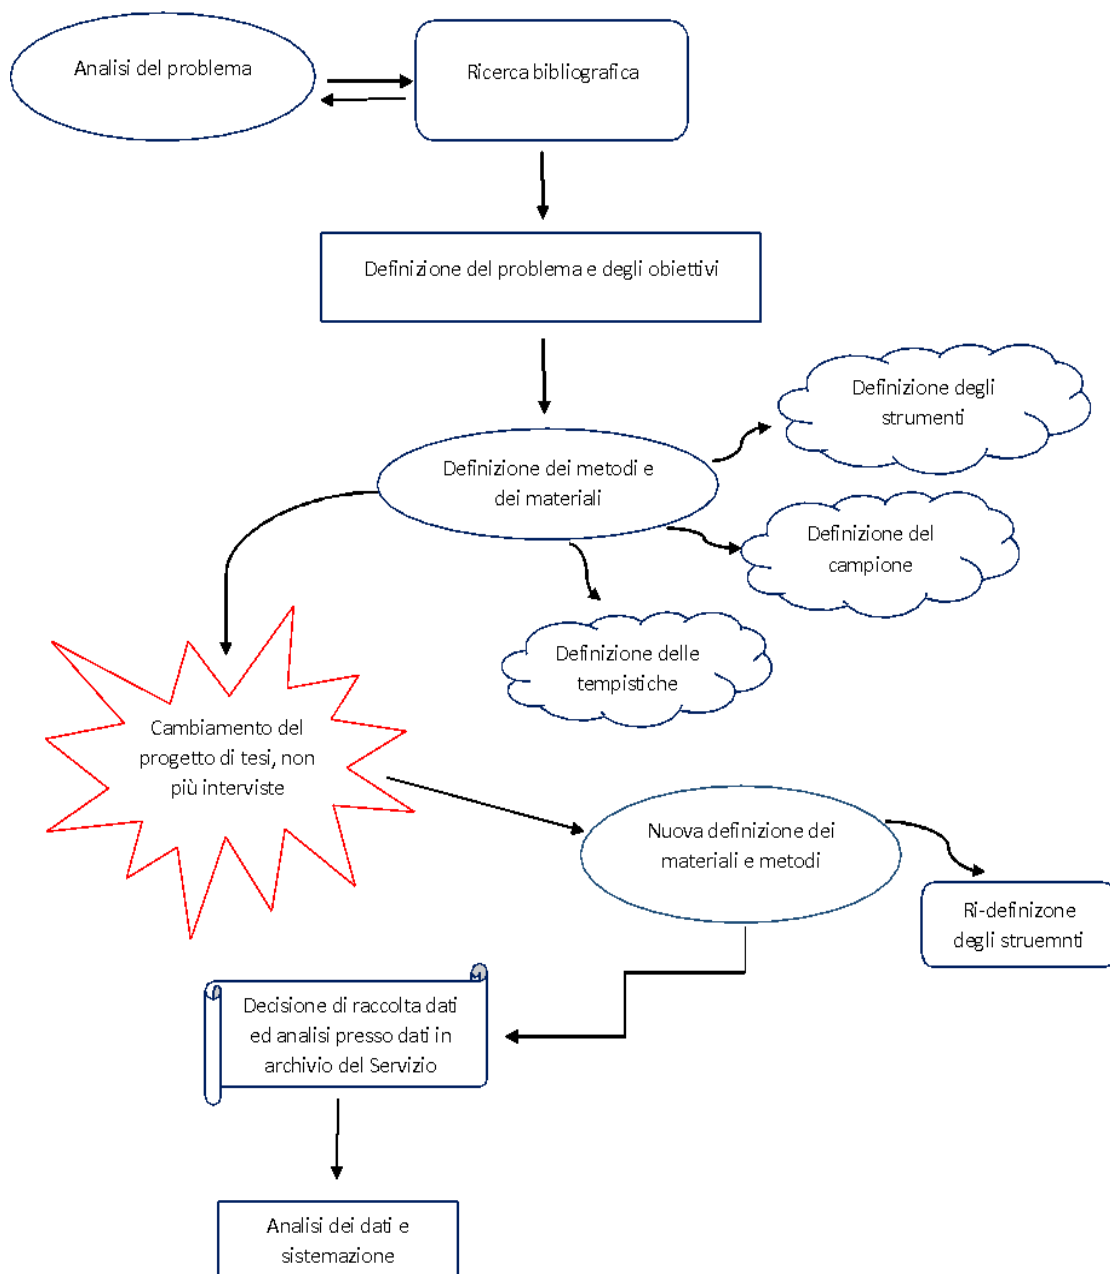 Analisi del problema
Ricerca bibliografica
Definizione del problema e degli obiettivi
Definizione degli
strumenti
Definizione dei metodi e
dei materiali
Definizione del
campione
Definizione delle
tempistiche
Cambiamento del
progetto di tesi, non
più interviste
Nuova definizione dei
materiali e metodi
Ri-definizone
degli struemnti
Decisione di raccolta dati
ed analisi presso dati in
archivio del Servizio
Analisi dei dati e
sistemazione